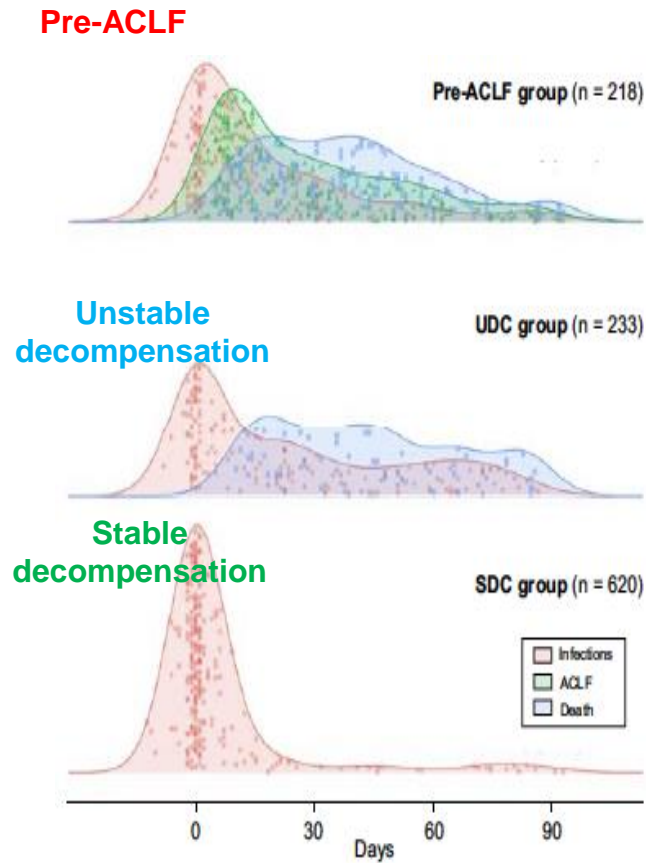 Pre-ACLF
Pre-ACLF group (n = 218)
Unstable
decompensation
UDC group (n = 233)
Stable
decompensation
SDC group (n = 620)
Infections
ACLF
Death
0 30 60 90
Days